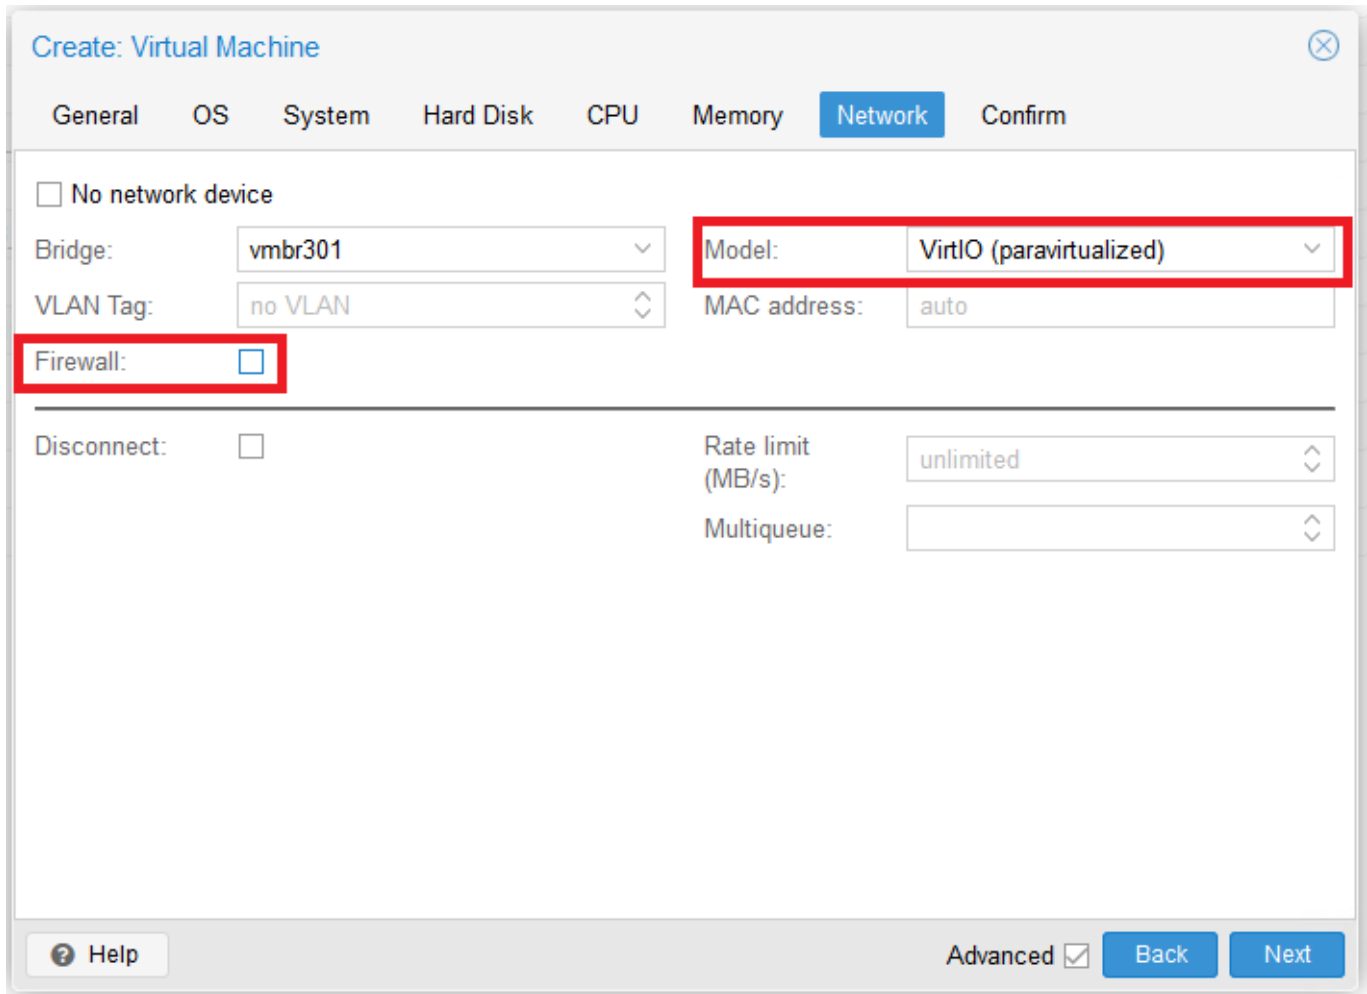 Create: Virtual Machine
General OS System Hard Disk CPU Memory Network Confirm
No network device
Bridge: vmbr301 Model: VirtIO (paravirtualized)
VLAN Tag: no VLAN MAC address: auto
Firewall:
Disconnect: Rate limit (MB/s): unlimited
Multiqueue:
Help Advanced Back Next